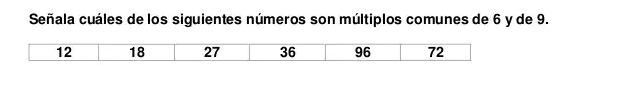 Señala cuáles de los siguientes números son múltiplos comunes de 6 y de 9.
12 18 27 36 96 72